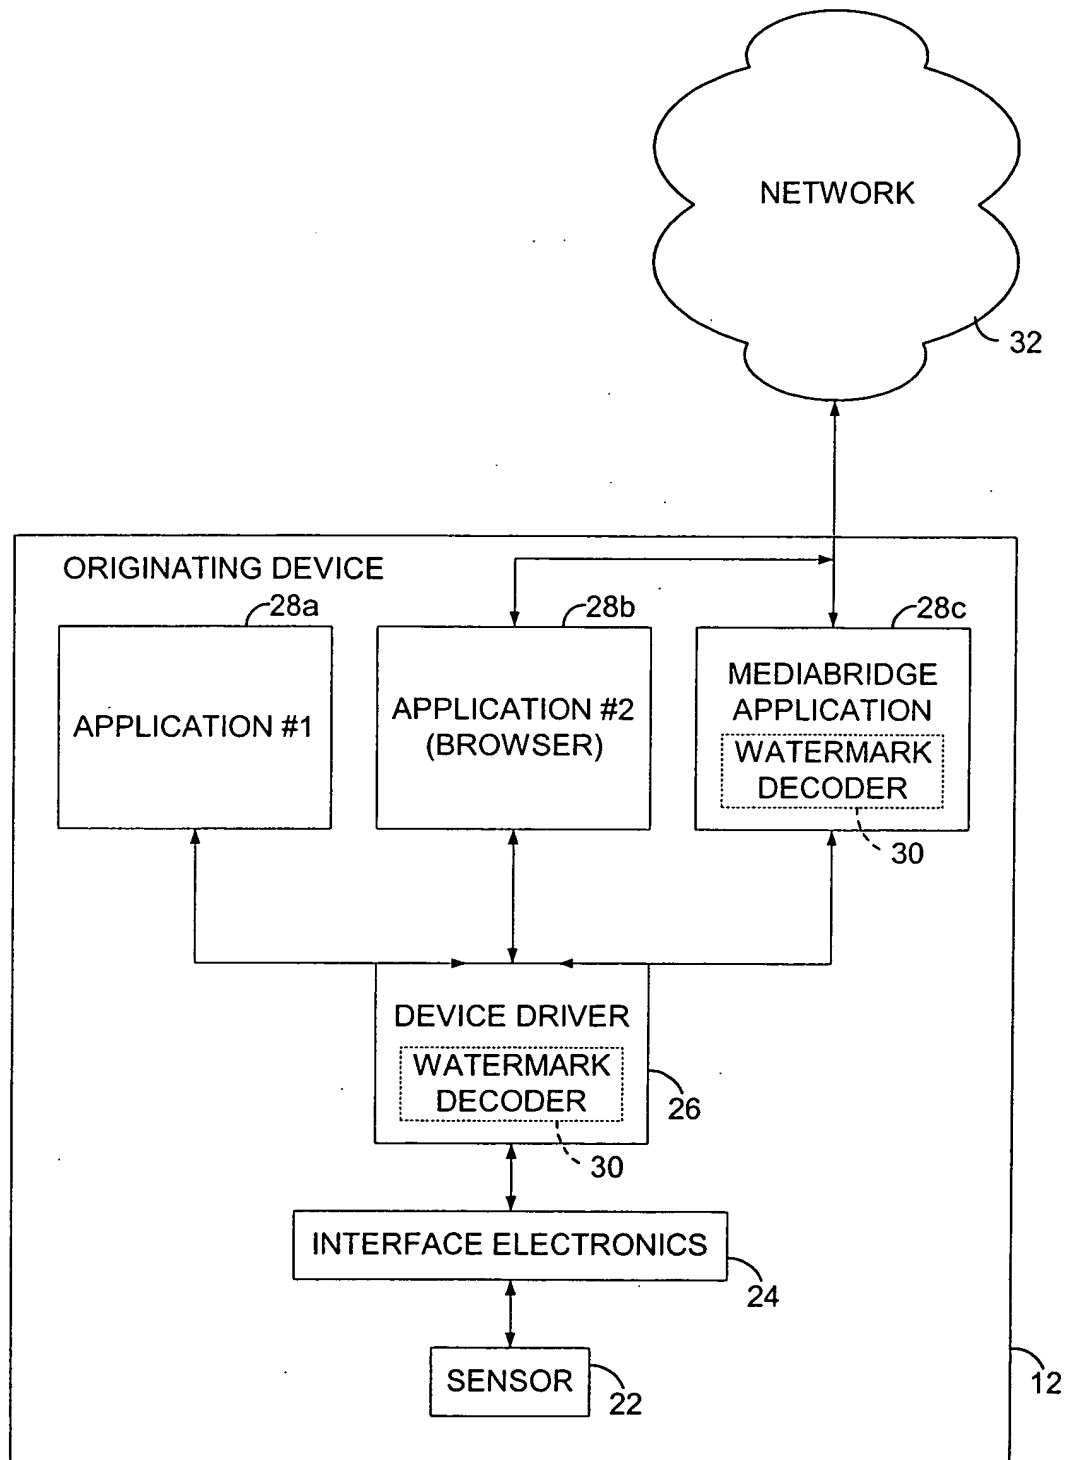 NETWORK
32
ORIGINATING DEVICE
28a
28b
28c
APPLICATION #1
APPLICATION #2
(BROWSER)
MEDIABRIDGE
APPLICATION
WATERMARK
DECODER
30
DEVICE DRIVER
WATERMARK
DECODER
26
30
INTERFACE ELECTRONICS
24
SENSOR
22
12